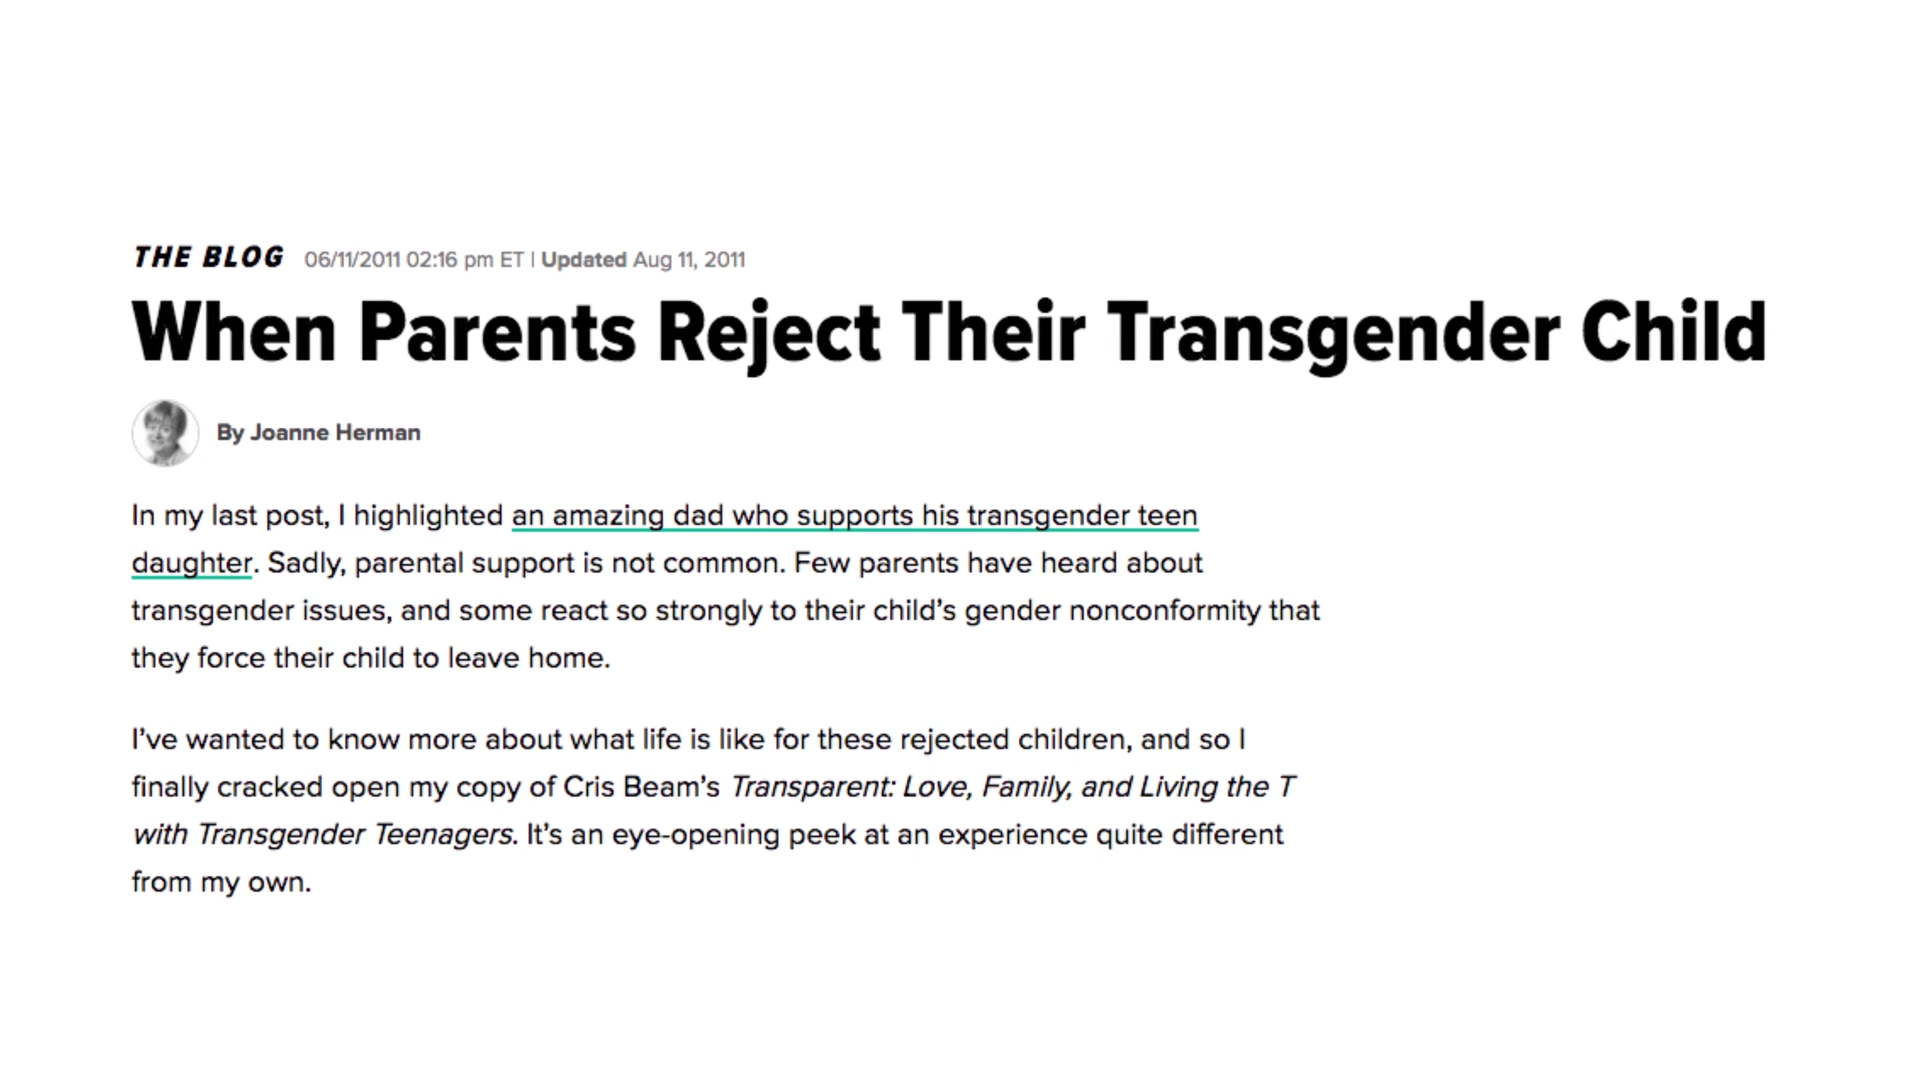 THE BLOG 06/11/2011 02:16 pm ET | Updated Aug 11, 2011
When Parents Reject Their Transgender Child
By Joanne Herman
In my last post, I highlighted an amazing dad who supports his transgender teen
daughter. Sadly, parental support is not common. Few parents have heard about
transgender issues, and some react so strongly to their child’s gender nonconformity that
they force their child to leave home.
I’ve wanted to know more about what life is like for these rejected children, and so I
finally cracked open my copy of Cris Beam’s Transparent: Love, Family, and Living the T
with Transgender Teenagers. It’s an eye-opening peek at an experience quite different
from my own.